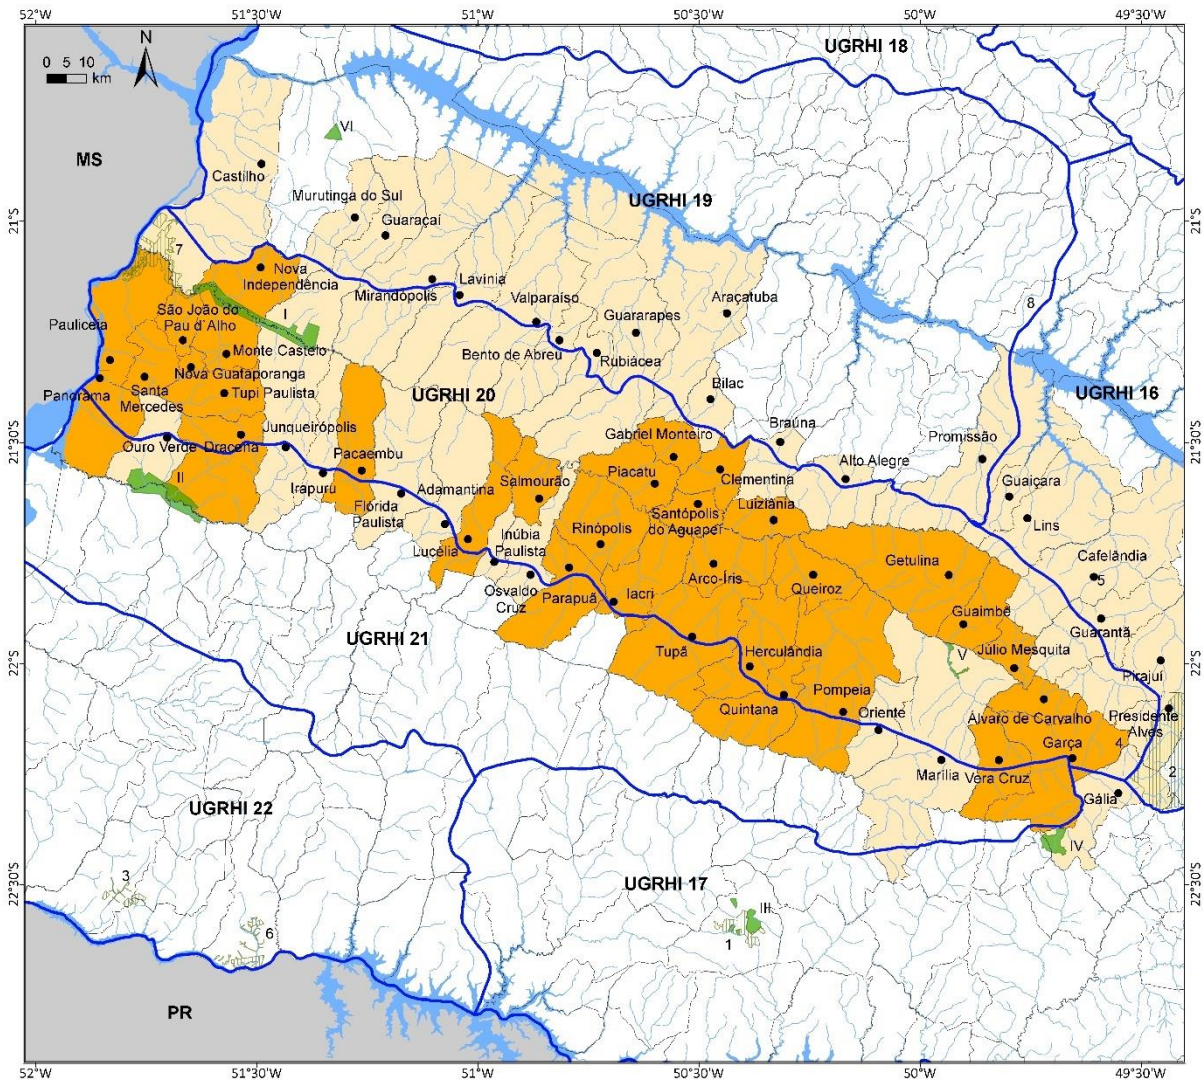 52°W
51°30'W
51°W
50°30'W
50°W
49°30'W
N
0 5 10
km
UGRHI 18
VI
MS
Castilho
Murutinga do Sul
Guaraçaí
UGRHI 19
21°S
21°S
7
Nova
Independência
Lavínia
Mirandópolis
Valparaíso
Araçatuba
8
I
São João do
Pau d'Alho
Guararapes
Pauliceia
Bento de Abreu
Rubiácea
Monte Castelo
Nova Guataporanga
Bilac
UGRHI 20
UGRHI 16
Panorama
Santa
Mercedes
Tupi Paulista
Braúna
Promissão
Junqueirópolis
Gabriel Monteiro
21°30'S
21°30'S
Ouro Verde
Dracena
Pacaembu
Alto Alegre
Piacatu
Clementina
Guaiçara
II
Irapuru
Adamantina
Salmourão
Luiziânia
Flórida
Paulista
Santópolis
do Aguapeí
Lins
Rinópolis
Inúbia
Paulista
Cafelândia
Lucélia
Getulina
5
Arco-Íris
Queiroz
Osvaldo
Cruz
Parapuã
Iacri
Guaimbê
Guarantã
UGRHI 21
Tupã
Herculândia
V
Júlio Mesquita
22°S
22°S
Pirajuí
Pompeia
Quintana
Oriente
Alvaro de Carvalho
Presidente
Alves
Garça
4
Marília
Vera Cruz
2
Gália
UGRHI 22
IV
3
UGRHI 17
22°30'S
22°30'S
III
6
1
PR
52°W
51°30'W
51°W
50°30'W
50°W
49°30'W